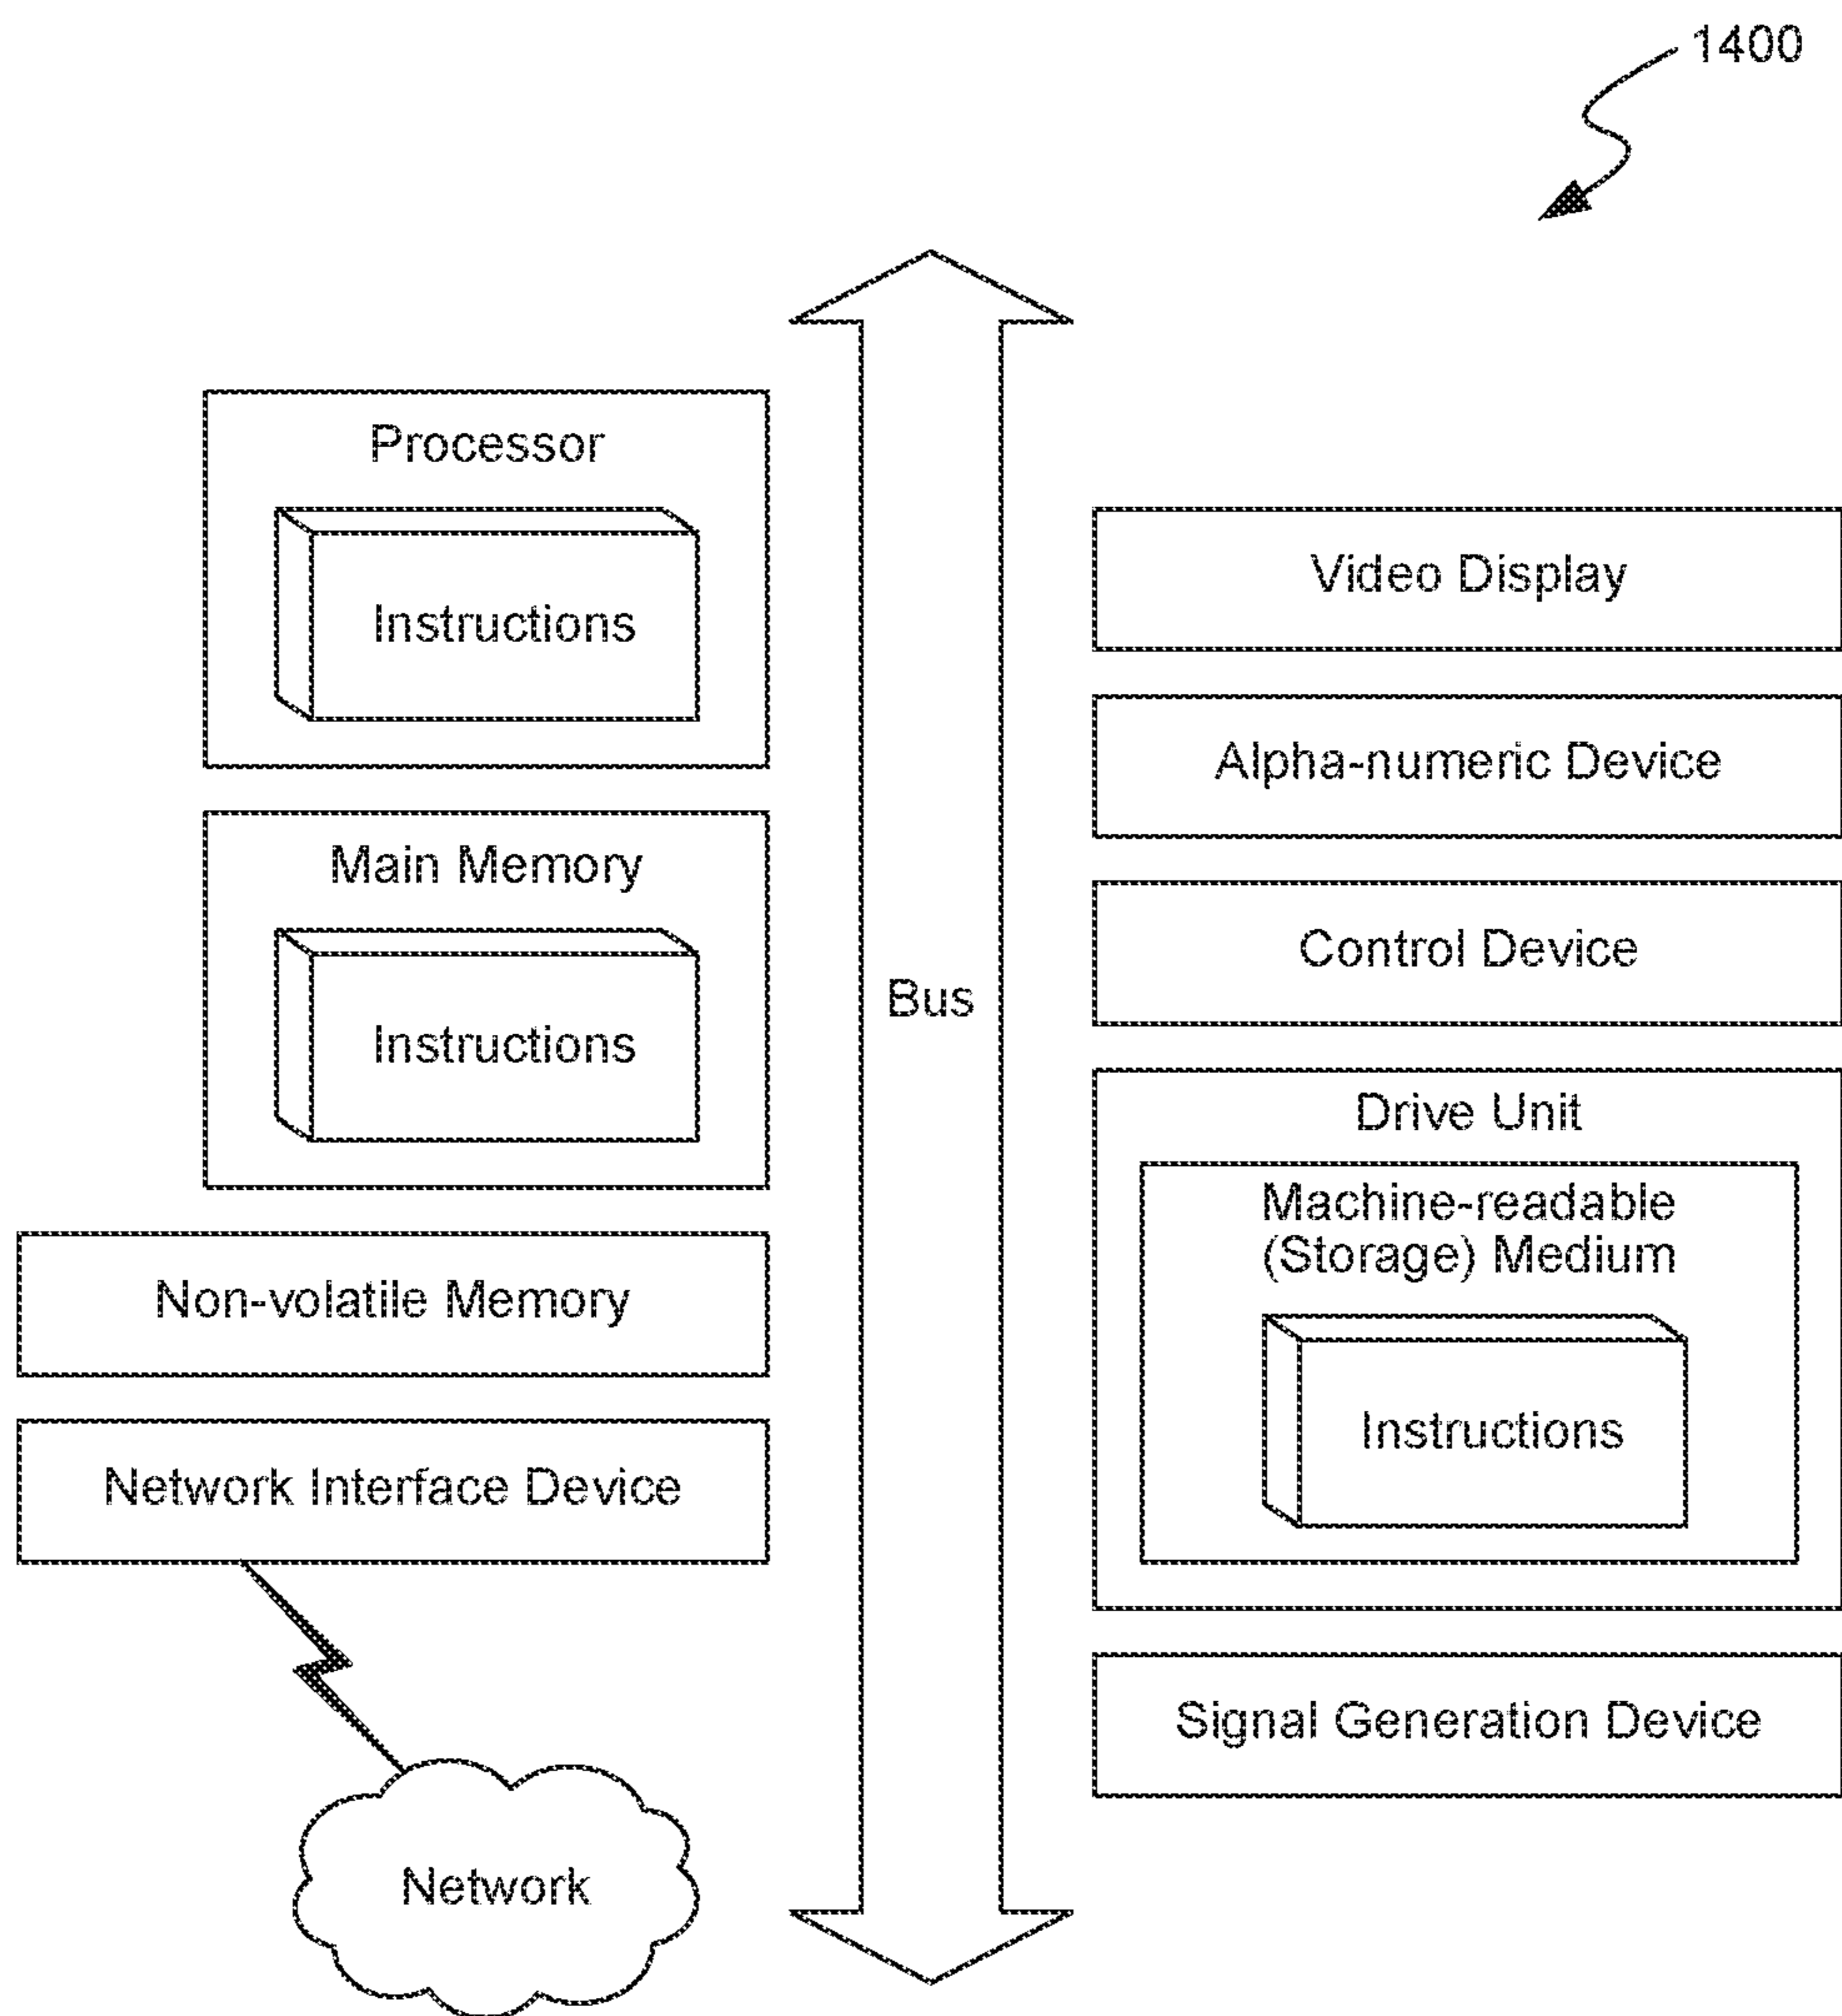 1400
Processor
Instructions
Main Memory
Instructions
Non-volatile Memory
Network Interface Device
Network
Bus
Video Display
Alpha-numeric Device
Control Device
Drive Unit
Machine-readable
(Storage) Medium
Instructions
Signal Generation Device